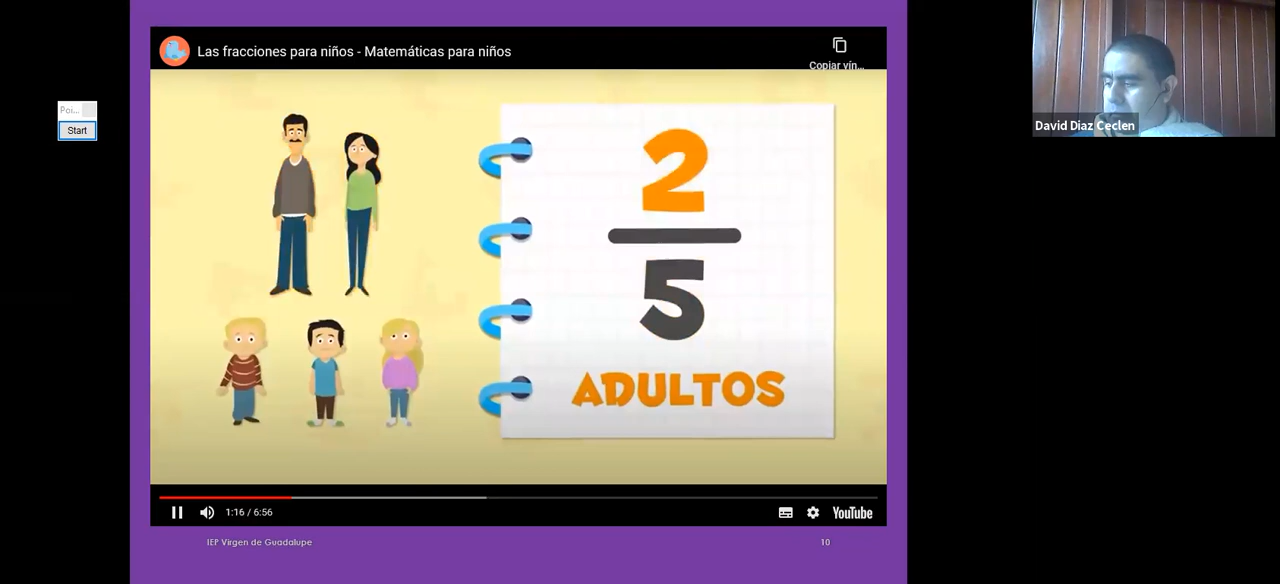 Las fracciones para niños - Matemáticas para niños
Copiar vín...
Poi...
Start
David Diaz Ceclen
2
5
ADULTOS
1:16 / 6:56
YouTube
IEP Virgen de Guadalupe
10